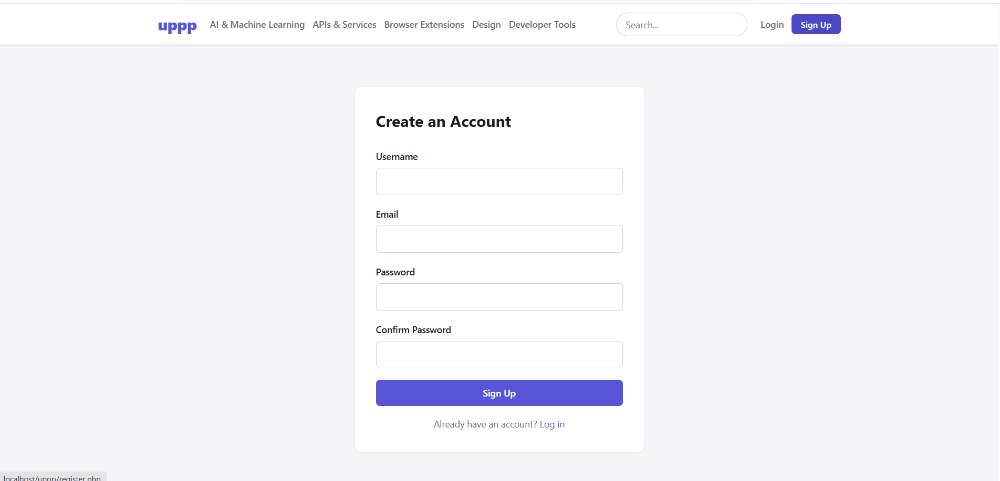 uppp AI & Machine Learning APIs & Services Browser Extensions Design Developer Tools Search... Login Sign Up
Create an Account
Username
Email
Password
Confirm Password
Sign Up
Already have an account? Log in
localhost/uppp/register.php